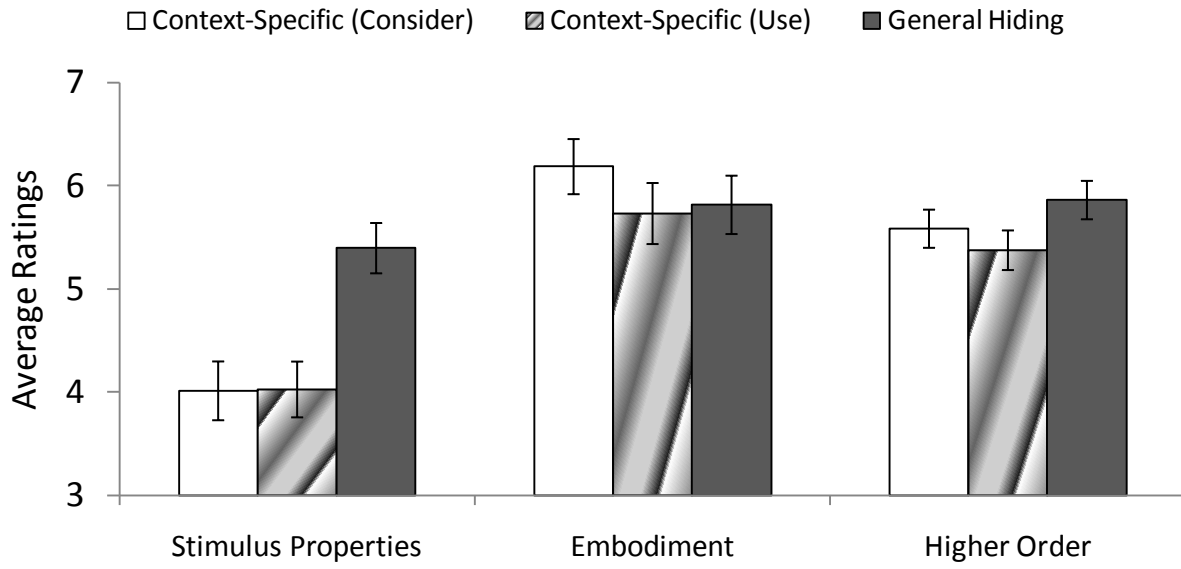 Context-Specific (Consider) Context-Specific (Use) General Hiding
7
6
5
4
3
Average Ratings
Stimulus Properties Embodiment Higher Order